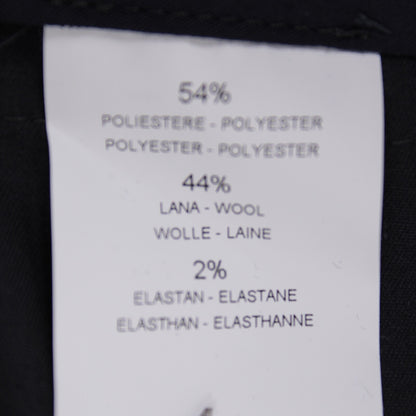 54%
POLIESTERE - POLYESTER
POLYESTER - POLYESTER
44%
LANA - WOOL
WOLLE - LAINE
2%
ELASTAN - ELASTANE
ELASTHAN - ELASTHANNE